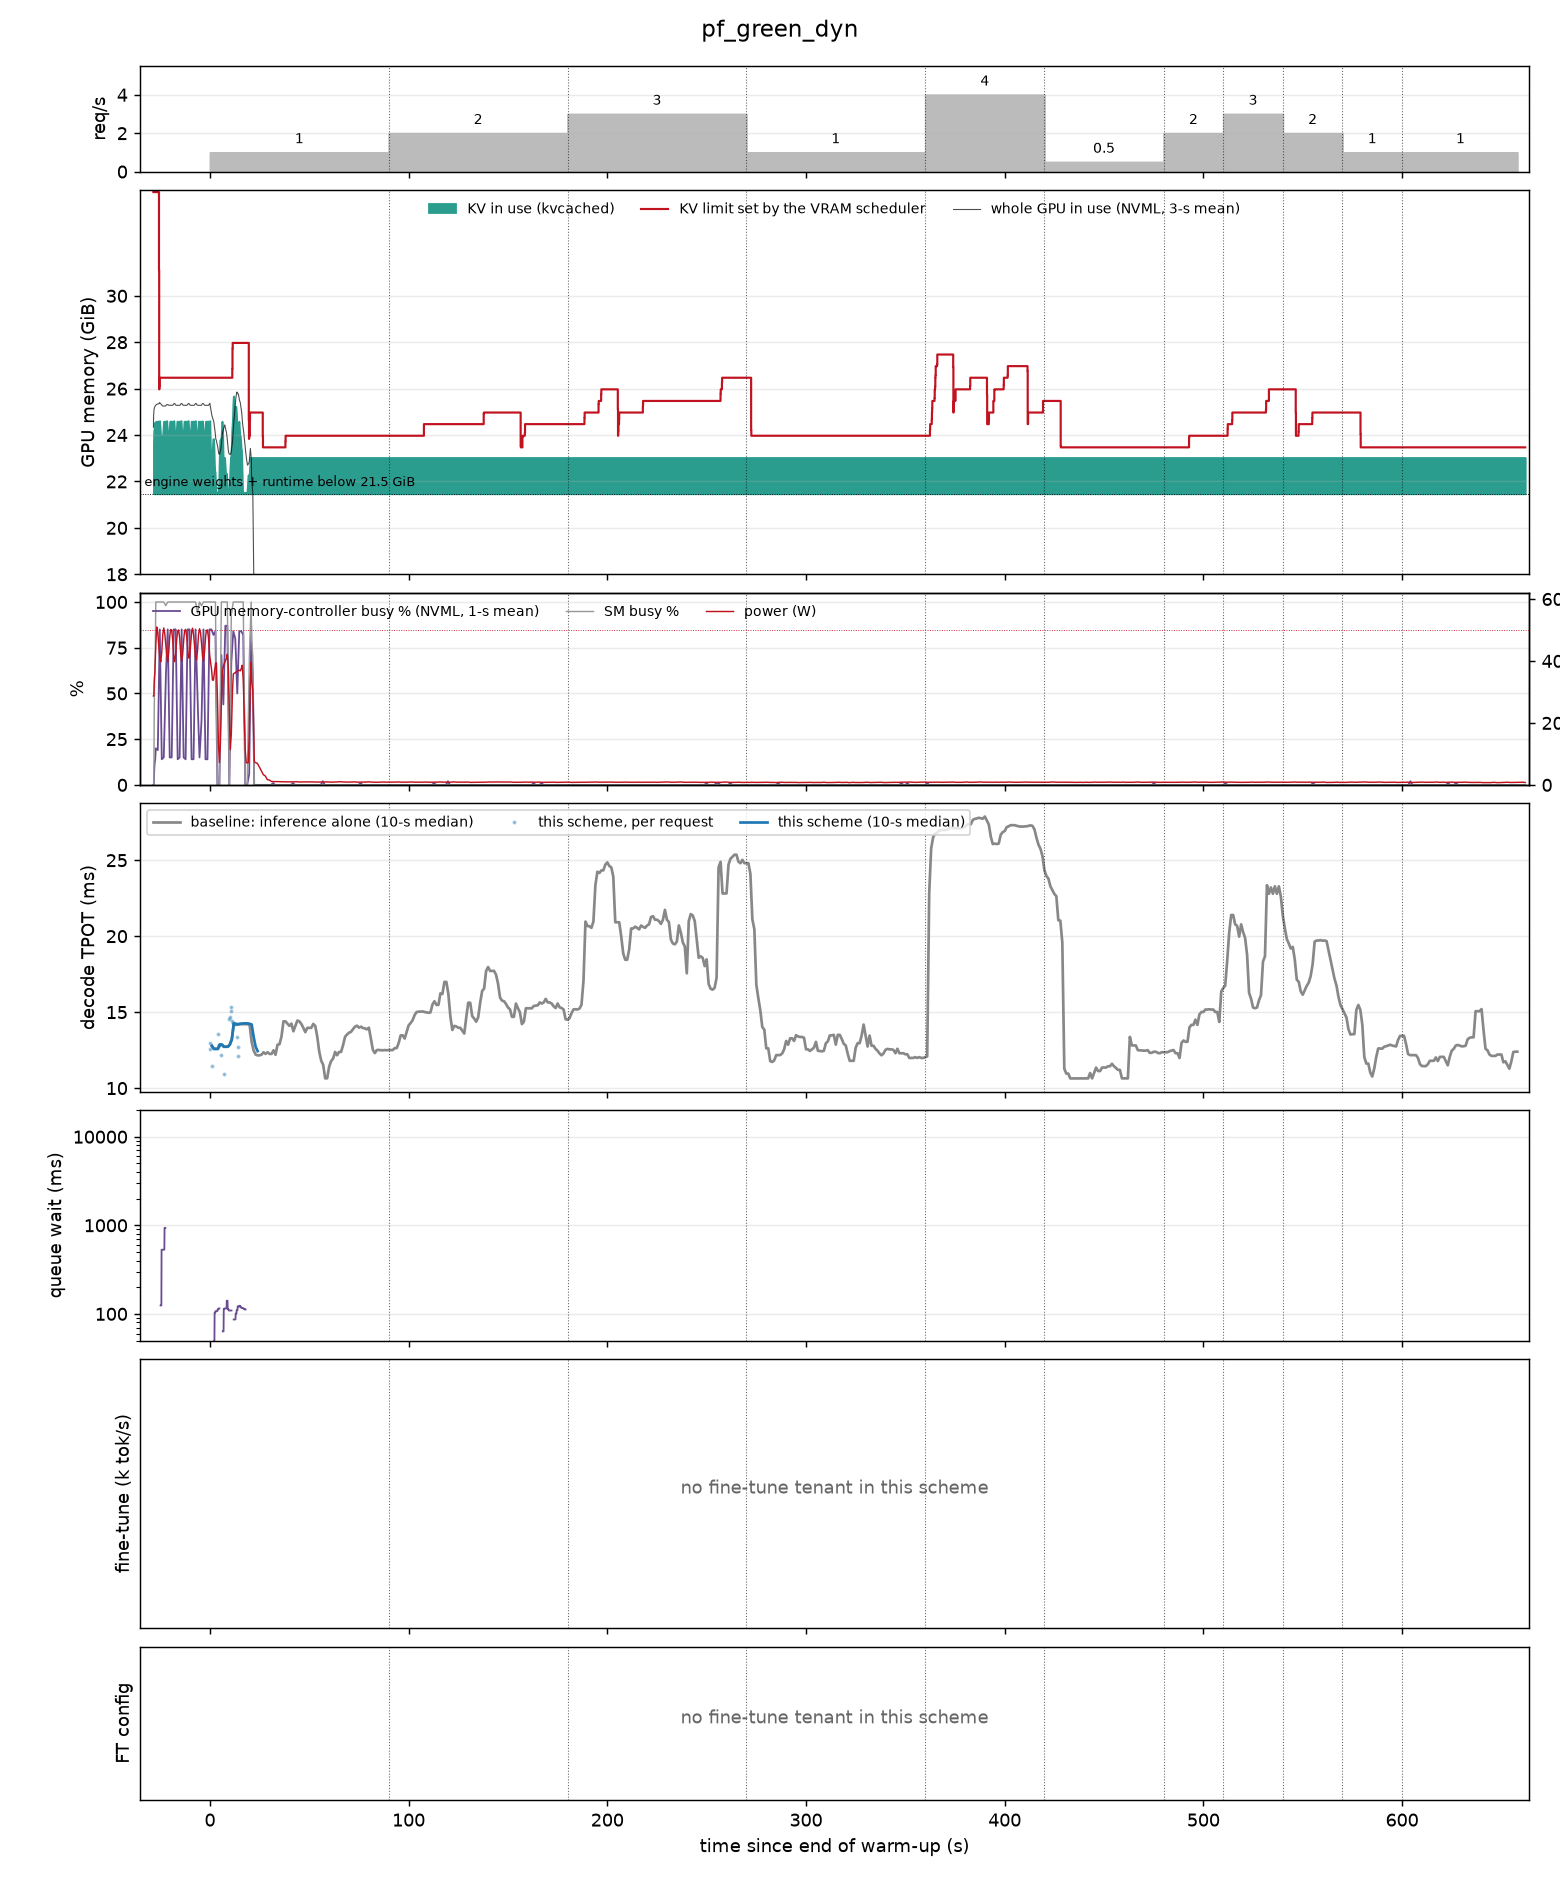 pf_green_dyn
req/s
4
2
0
1
2
3
1
4
0.5
2
3
2
1
1
GPU memory (GiB)
30
28
26
24
22
20
18
KV in use (kvcached)
KV limit set by the VRAM scheduler
whole GPU in use (NVML, 3-s mean)
engine weights + runtime below 21.5 GiB
%
100
75
50
25
0
GPU memory-controller busy % (NVML, 1-s mean)
SM busy %
power (W)
0
decode TPOT (ms)
25
20
15
10
baseline: inference alone (10-s median)
this scheme, per request
this scheme (10-s median)
queue wait (ms)
10000
1000
100
fine-tune (k tok/s)
no fine-tune tenant in this scheme
FT config
no fine-tune tenant in this scheme
0
100
200
300
400
500
600
time since end of warm-up (s)